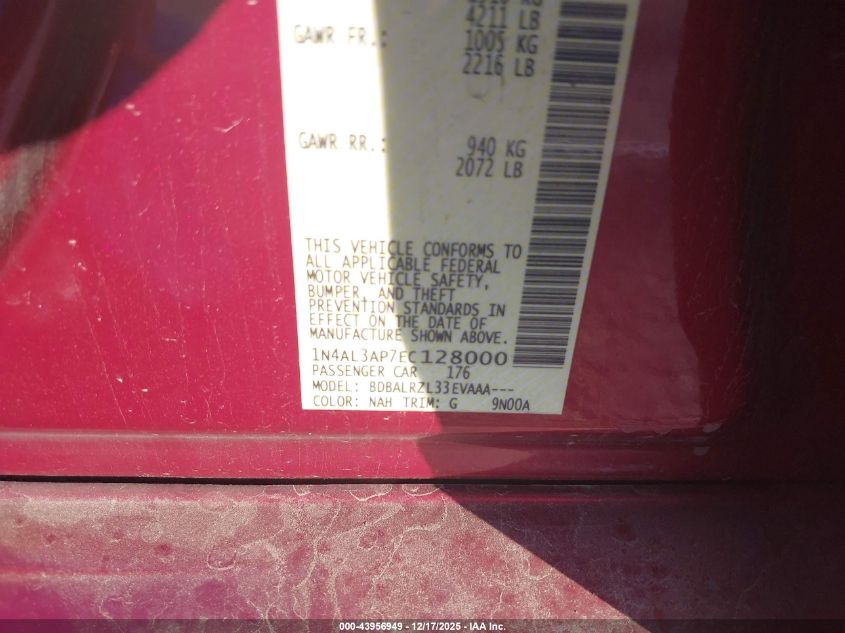 4211 LB
GAWR FR.: 1005 KG
2216 LB
GAWR RR.: 940 KG
2072 LB
THIS VEHICLE CONFORMS TO
ALL APPLICABLE FEDERAL
MOTOR VEHICLE SAFETY,
BUMPER, AND THEFT
PREVENTION STANDARDS IN
EFFECT ON THE DATE OF
MANUFACTURE SHOWN ABOVE.
1N4AL3AP7EC128000
PASSENGER CAR 176
MODEL: BDBALRZL33EVAAA---
COLOR: NAH TRIM: G 9N00A
000-43956949 - 12/17/2025 - IAA Inc.